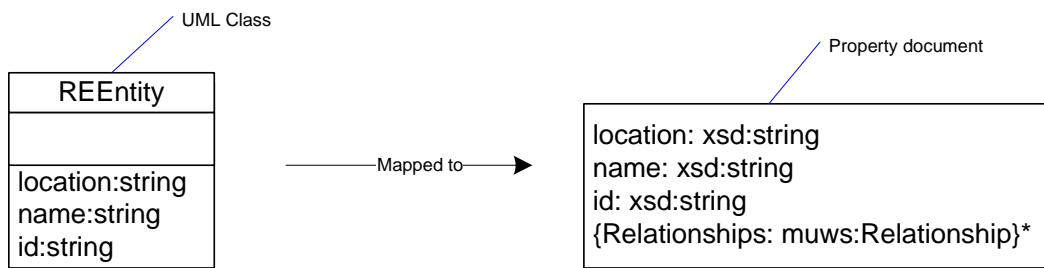 UML Class
REEntity
location:string
name:string
id:string
Mapped to
Property document
location: xsd:string
name: xsd:string
id: xsd:string
{Relationships: muws:Relationship}*